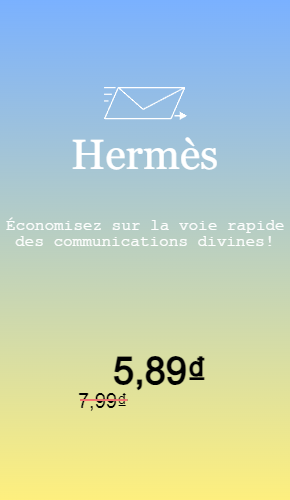 Hermès
Économisez sur la voie rapide
des communications divines!
5,89₫
7,99₫